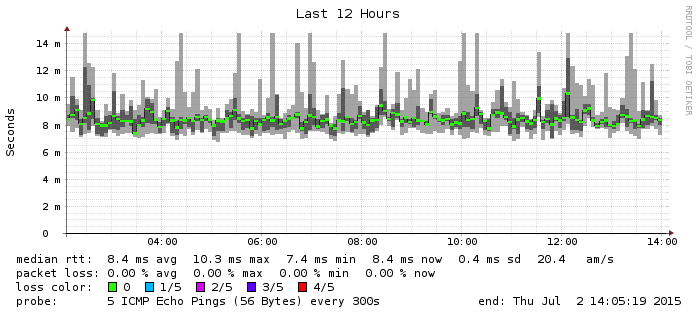 Last 12 Hours
RRDTOOL / TOBI OETIKER
Seconds
14 m
12 m
10 m
8 m
6 m
4 m
2 m
0
04:00 06:00 08:00 10:00 12:00 14:00
median rtt: 8.4 ms avg 10.3 ms max 7.4 ms min 8.4 ms now 0.4 ms sd 20.4 am/s
packet loss: 0.00 % avg 0.00 % max 0.00 % min 0.00 % now
loss color: 0 1/5 2/5 3/5 4/5
probe: 5 ICMP Echo Pings (56 Bytes) every 300s end: Thu Jul 2 14:05:19 2015